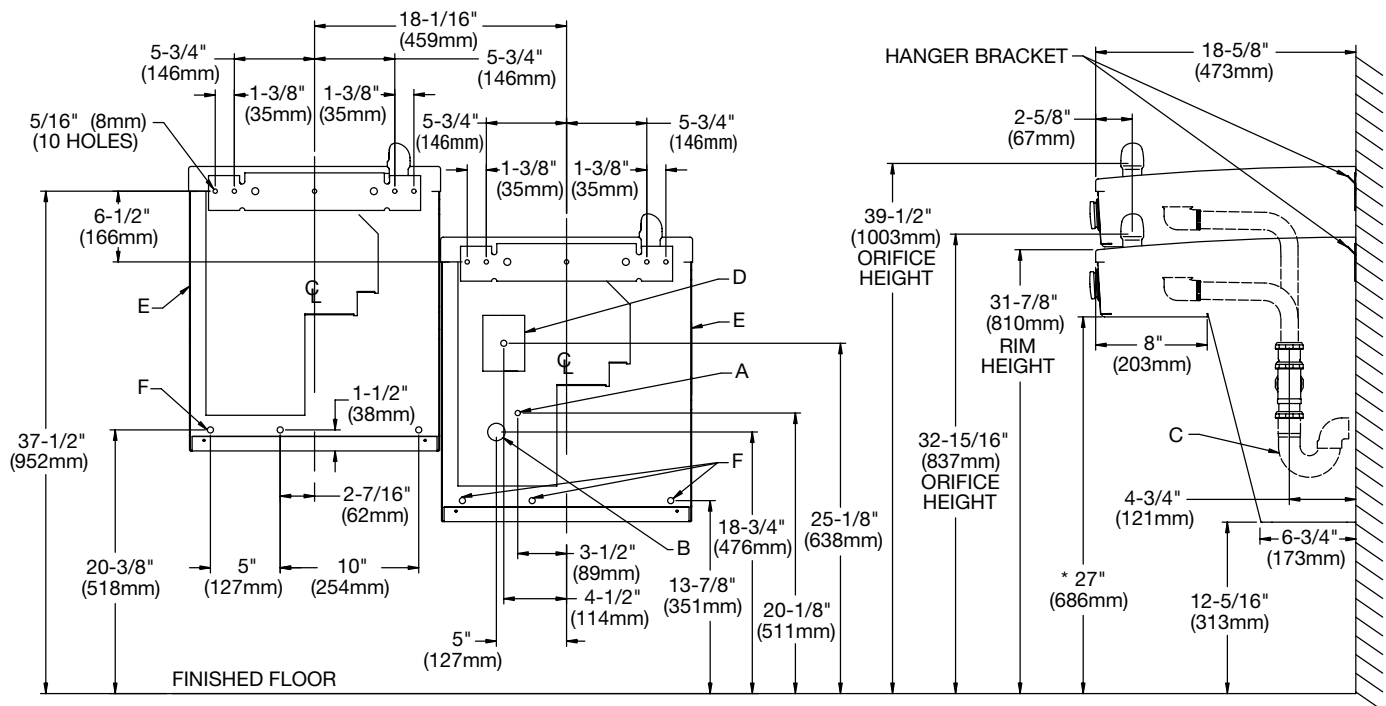 18-1/16"
(459mm)
5-3/4"
(146mm)
5-3/4"
(146mm)
1-3/8"
(35mm)
1-3/8"
(35mm)
5/16" (8mm)
(10 HOLES)
5-3/4"
(146mm)
5-3/4"
(146mm)
1-3/8"
(35mm)
1-3/8"
(35mm)
6-1/2"
(166mm)
E
CL
D
E
CL
A
F
1-1/2"
(38mm)
37-1/2"
(952mm)
F
2-7/16"
(62mm)
B
18-3/4"
(476mm)
25-1/8"
(638mm)
20-3/8"
(518mm)
5"
(127mm)
10"
(254mm)
3-1/2"
(89mm)
13-7/8"
(351mm)
4-1/2"
(114mm)
20-1/8"
(511mm)
5"
(127mm)
FINISHED FLOOR
HANGER BRACKET
18-5/8"
(473mm)
2-5/8"
(67mm)
39-1/2"
(1003mm)
ORIFICE
HEIGHT
31-7/8"
(810mm)
RIM
HEIGHT
8"
(203mm)
32-15/16"
(837mm)
ORIFICE
HEIGHT
C
4-3/4"
(121mm)
6-3/4"
(173mm)
* 27"
(686mm)
12-5/16"
(313mm)